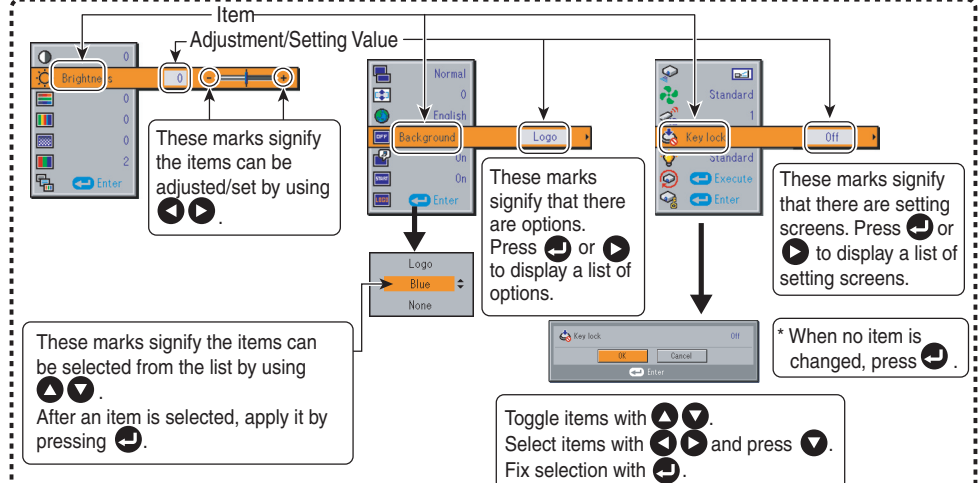 Item
Adjustment/Setting Value
0
Brightness 0 - +
0
0
0
2
Enter
These marks signify
the items can be
adjusted/set by using
.
Normal
0
English
OFF Background Logo
On
START On
LOGO Enter
Logo
Blue
None
These marks
signify that there
are options.
Press or
to display a list of
options.
Standard
1
Key lock Off
Standard
Execute
Enter
These marks signify
that there are setting
screens. Press or
to display a list of
setting screens.
These marks signify the items can
be selected from the list by using
.
After an item is selected, apply it by
pressing .
Key lock Off
OK Cancel
Enter
* When no item is
changed, press .
Toggle items with .
Select items with and press .
Fix selection with .